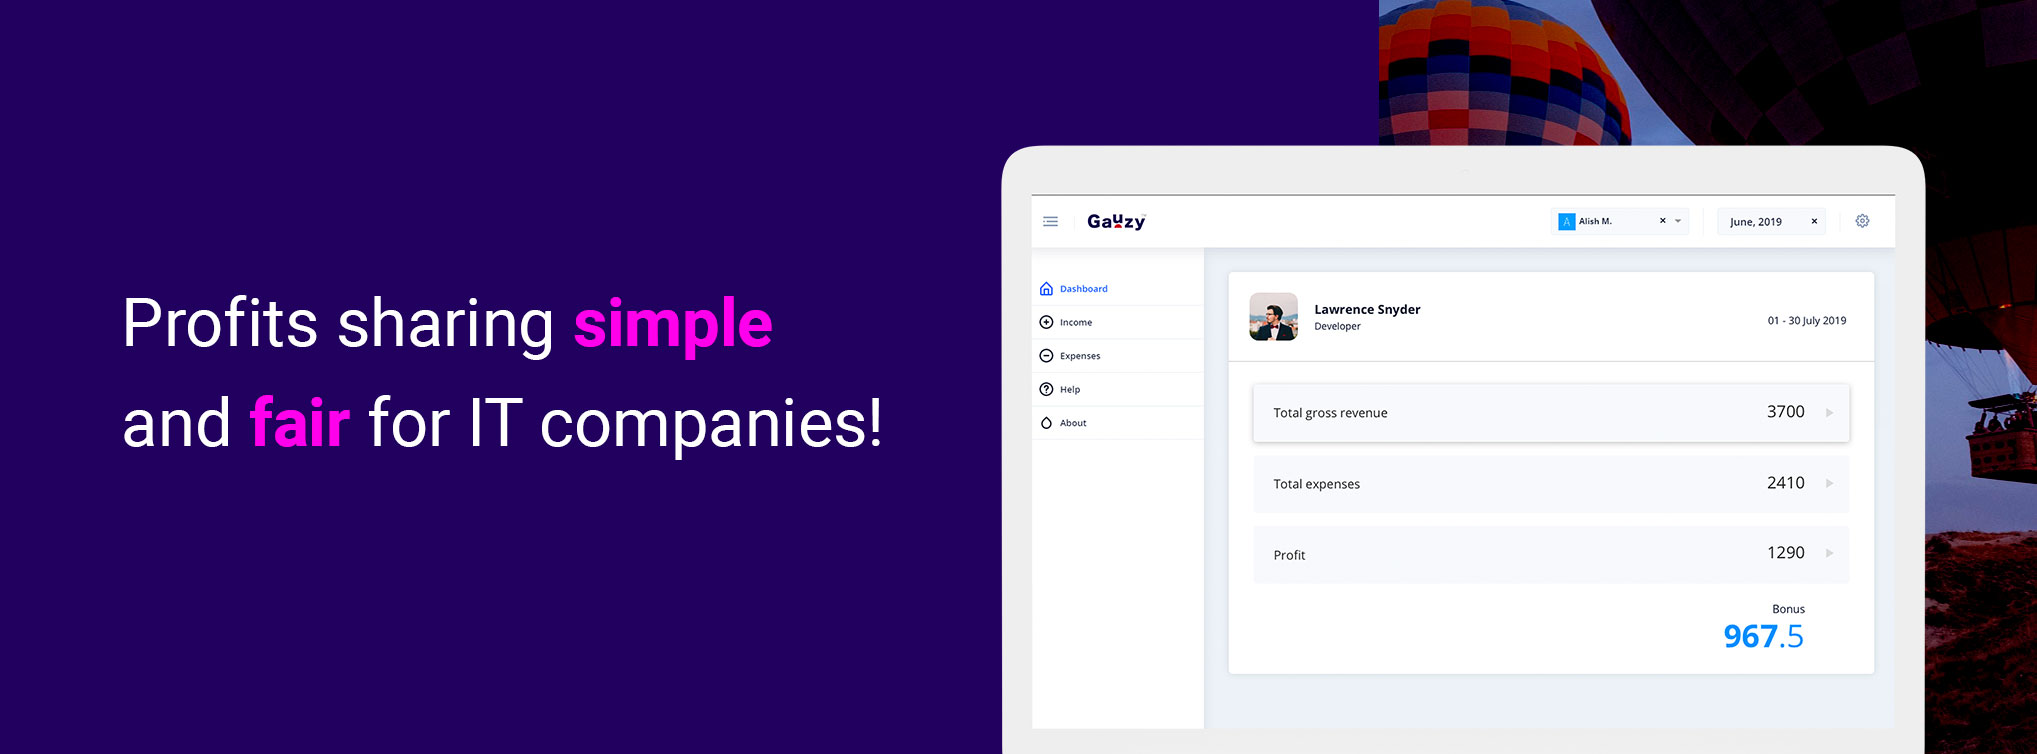 Profits sharing simple
and fair for IT companies!
Gauzy™
A Alish M.
June, 2019
Dashboard
Income
Expenses
Help
About
Lawrence Snyder
Developer
01 - 30 July 2019
Total gross revenue 3700
Total expenses 2410
Profit 1290
Bonus
967.5